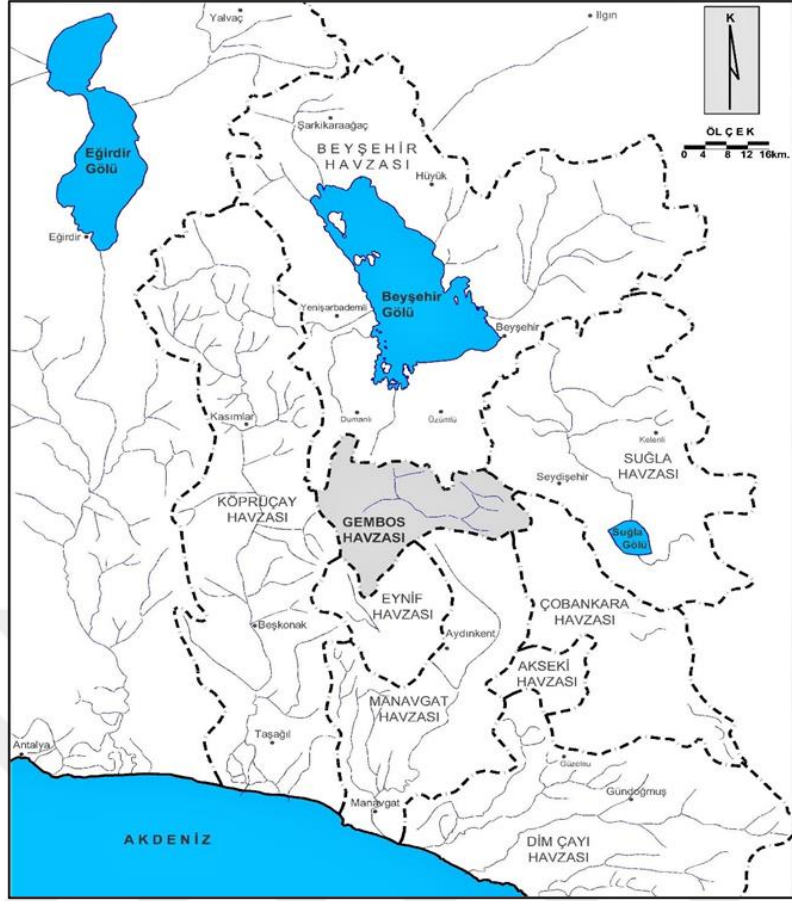 Yalvaç
Ilgın
K
ÖLÇEK
0 4 8 12 16km.
Şarkikaraağaç
BEYŞEHİR
HAVZASI
Hüyük
Eğirdir
Gölü
Eğirdir
Beyşehir
Gölü
Yenişarbademli
Beyşehir
Kasımlar
Dumanlı
Üzümlü
Kelenli
SUĞLA
HAVZASI
Seydişehir
KÖPRÜÇAY
HAVZASI
GEMBOS
HAVZASI
Suğla
Gölü
EYNİF
HAVZASI
ÇOBANKARA
HAVZASI
Beşkonak
Aydınkent
AKSEKİ
HAVZASI
MANAVGAT
HAVZASI
Taşağıl
Antalya
Güzelsu
Gündoğmuş
Manavgat
AKDENİZ
DİM ÇAYI
HAVZASI